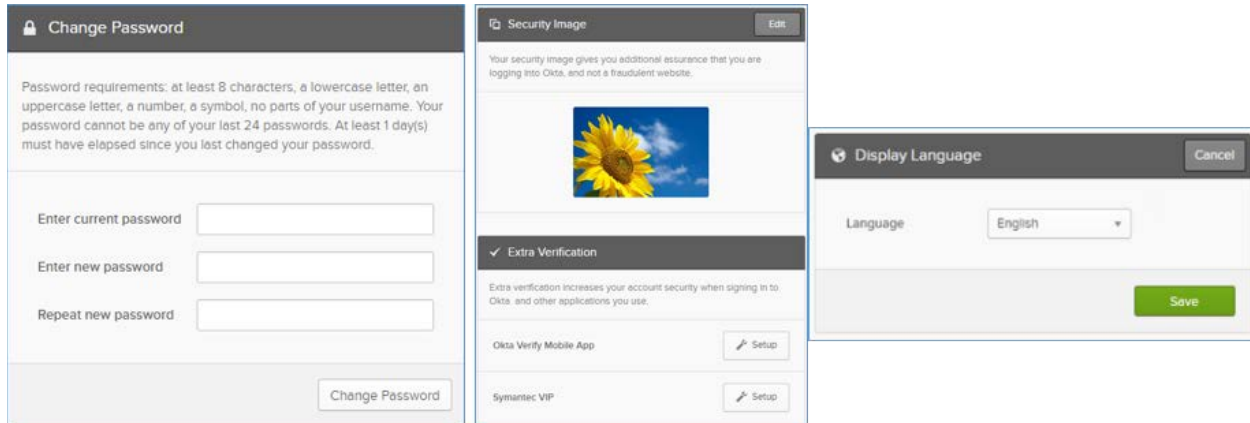 Change Password
Password requirements: at least 8 characters, a lowercase letter, an
uppercase letter, a number, a symbol, no parts of your username. Your
password cannot be any of your last 24 passwords. At least 1 day(s)
must have elapsed since you last changed your password.
Enter current password
Enter new password
Repeat new password
Change Password
Security Image
Edit
Your security image gives you additional assurance that you are
logging into Okta, and not a fraudulent website.
Extra Verification
Extra verification increases your account security when signing in to
Okta and other applications you use.
Okta Verify Mobile App
Setup
Symantec VIP
Setup
Display Language
Cancel
Language
English
Save